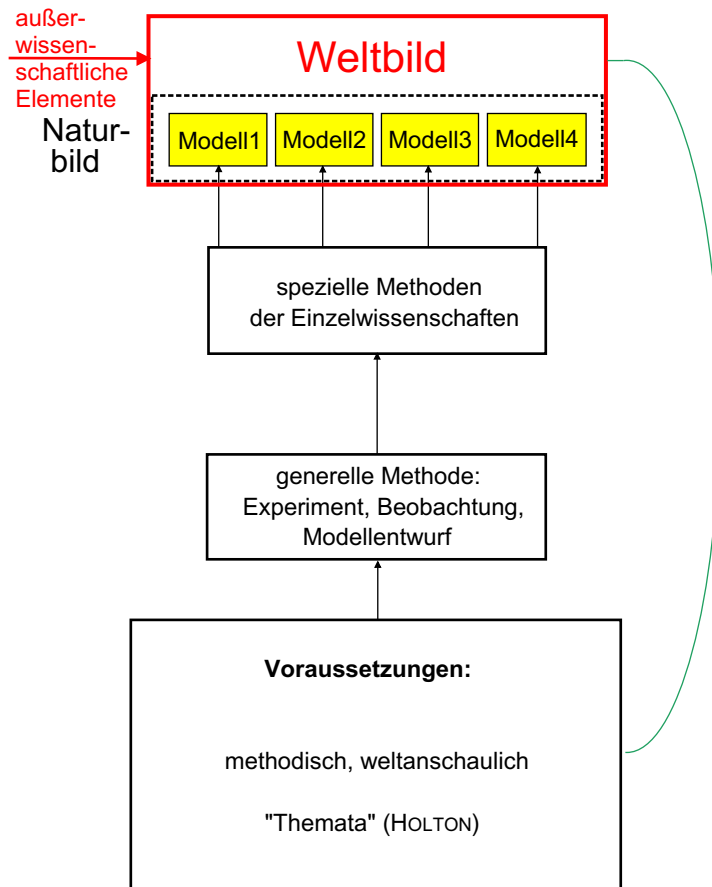 außer-
wissen-
schaftliche
Elemente
Weltbild
Natur-
bild
Modell1 Modell2 Modell3 Modell4
spezielle Methoden
der Einzelwissenschaften
generelle Methode:
Experiment, Beobachtung,
Modellentwurf
Voraussetzungen:
methodisch, weltanschaulich
"Themata" (HOLTON)